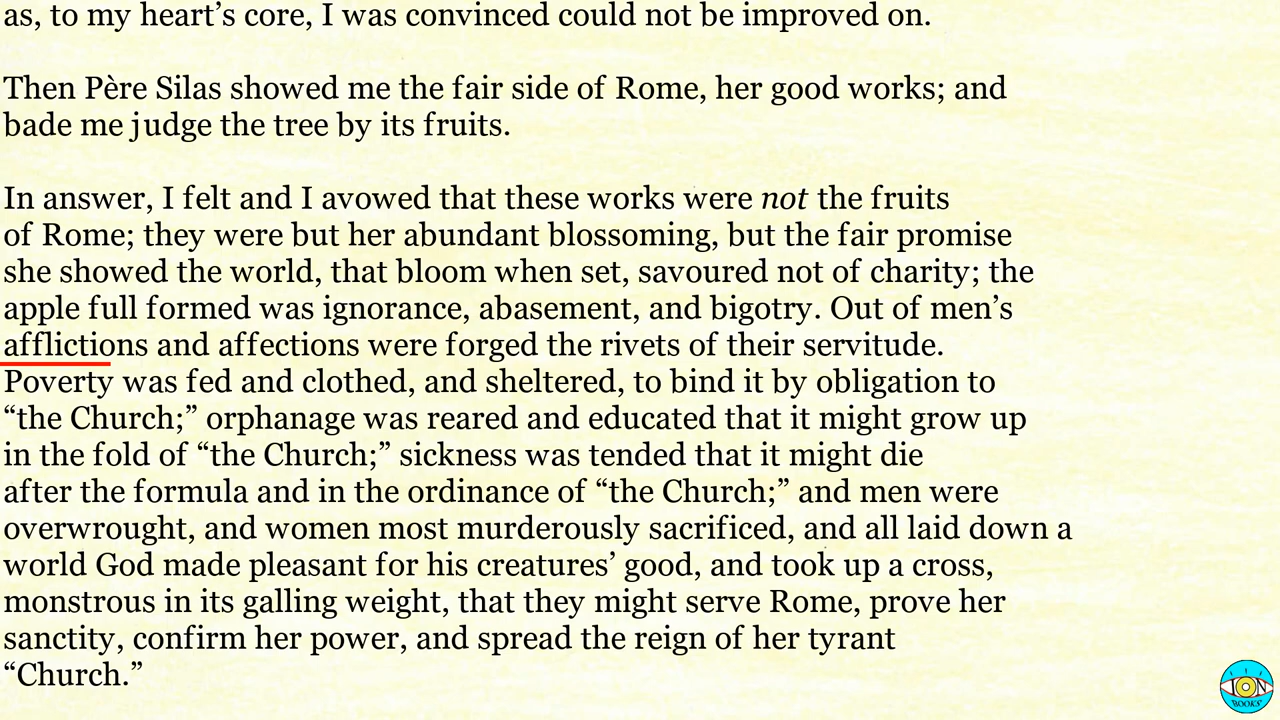 as, to my heart’s core, I was convinced could not be improved on.
Then Père Silas showed me the fair side of Rome, her good works; and
bade me judge the tree by its fruits.
In answer, I felt and I avowed that these works were not the fruits
of Rome; they were but her abundant blossoming, but the fair promise
she showed the world, that bloom when set, savoured not of charity; the
apple full formed was ignorance, abasement, and bigotry. Out of men’s
afflictions and affections were forged the rivets of their servitude.
Poverty was fed and clothed, and sheltered, to bind it by obligation to
“the Church;” orphanage was reared and educated that it might grow up
in the fold of “the Church;” sickness was tended that it might die
after the formula and in the ordinance of “the Church;” and men were
overwrought, and women most murderously sacrificed, and all laid down a
world God made pleasant for his creatures’ good, and took up a cross,
monstrous in its galling weight, that they might serve Rome, prove her
sanctity, confirm her power, and spread the reign of her tyrant
“Church.”
ION
BOOKS